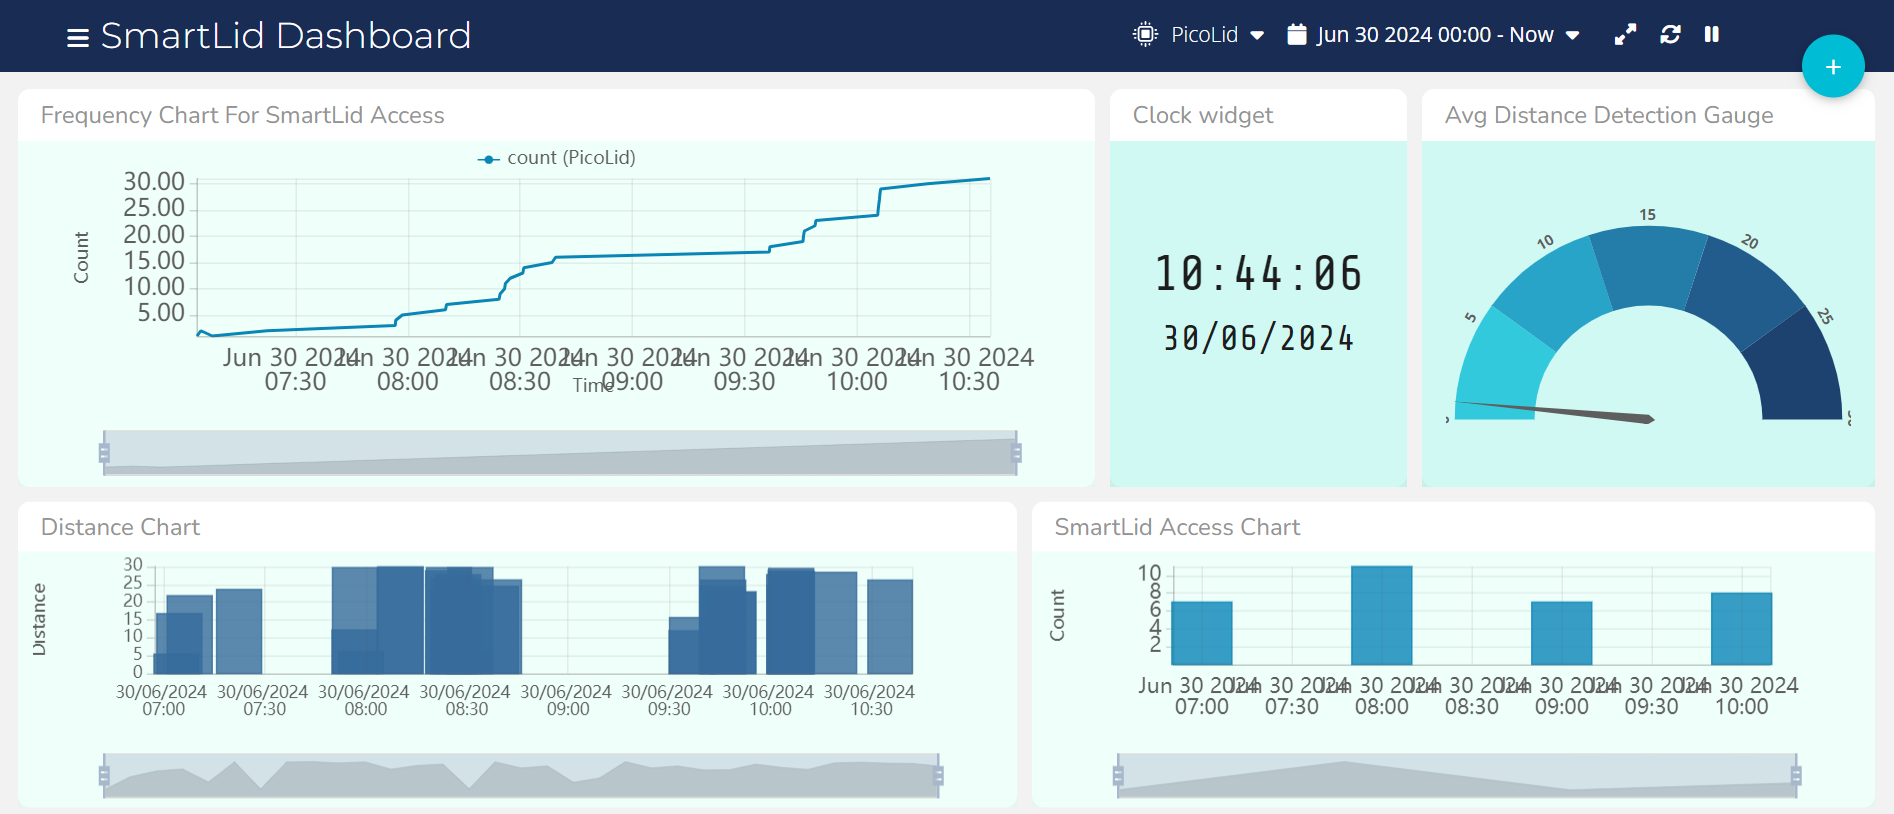 SmartLid Dashboard
PicoLid
Jun 30 2024 00:00 - Now
+
Frequency Chart For SmartLid Access
count (PicoLid)
30.00
25.00
20.00
15.00
10.00
5.00
Count
Jun 30 2024 Jun 30 2024 Jun 30 2024 Jun 30 2024 Jun 30 2024 Jun 30 2024 Jun 30 2024
07:30 08:00 08:30 09:00 09:30 10:00 10:30
Time
Clock widget
10:44:06
30/06/2024
Avg Distance Detection Gauge
5
10
15
20
25
Distance Chart
30
25
20
15
10
5
0
Distance
30/06/2024 30/06/2024 30/06/2024 30/06/2024 30/06/2024 30/06/2024 30/06/2024 30/06/2024
07:00 07:30 08:00 08:30 09:00 09:30 10:00 10:30
SmartLid Access Chart
10
8
6
4
2
Count
Jun 30 2024 Jun 30 2024 Jun 30 2024 Jun 30 2024 Jun 30 2024 Jun 30 2024 Jun 30 2024
07:00 07:30 08:00 08:30 09:00 09:30 10:00